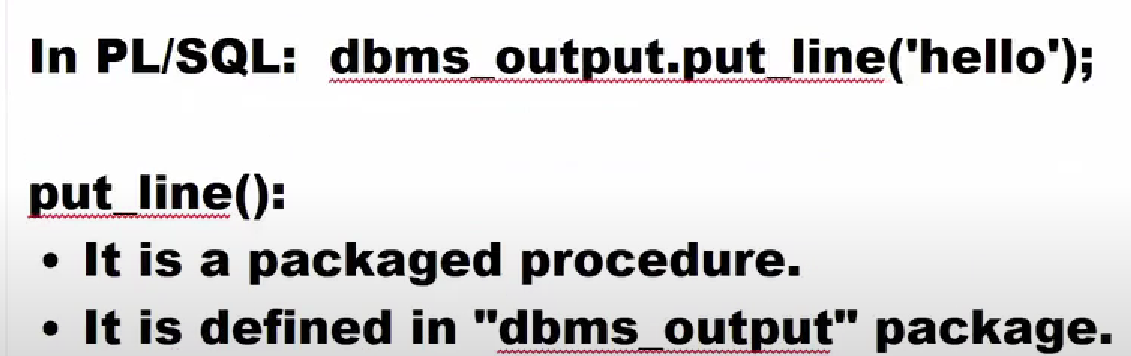 In PL/SQL: dbms_output.put_line('hello');
put_line():
• It is a packaged procedure.
• It is defined in "dbms_output" package.